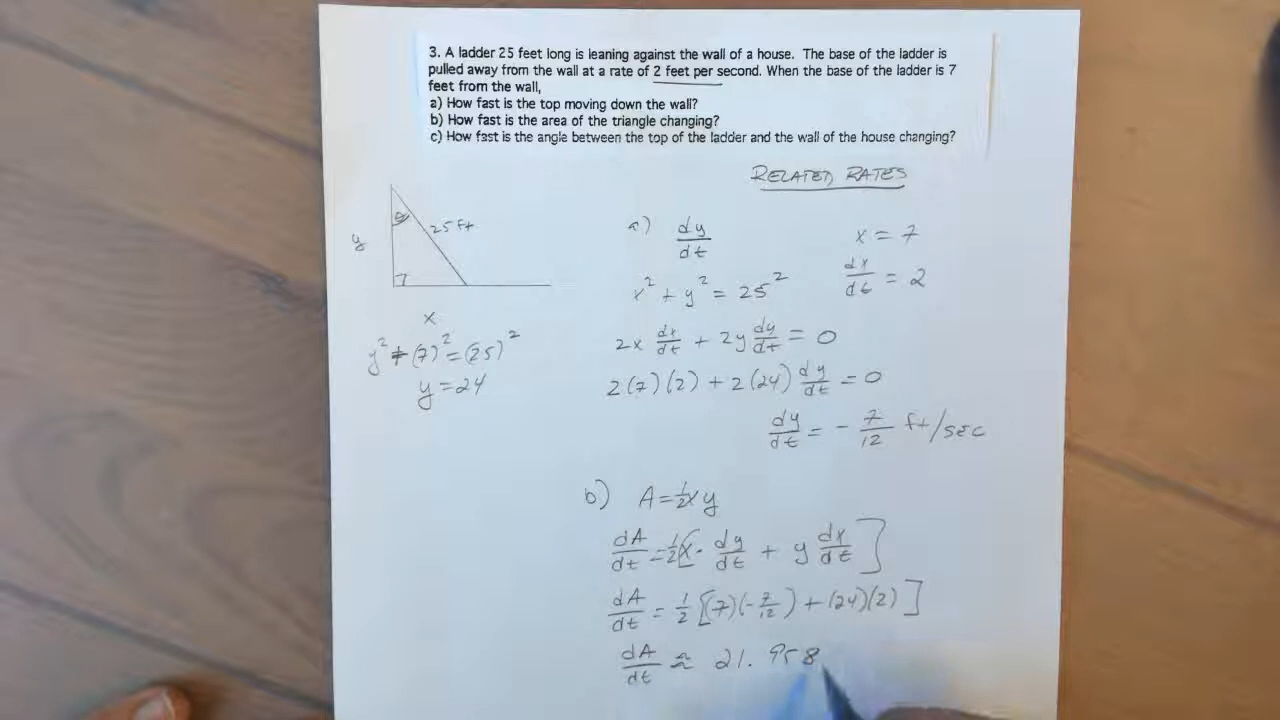 3. A ladder 25 feet long is leaning against the wall of a house. The base of the ladder is
pulled away from the wall at a rate of 2 feet per second. When the base of the ladder is 7
feet from the wall,
a) How fast is the top moving down the wall?
b) How fast is the area of the triangle changing?
c) How fast is the angle between the top of the ladder and the wall of the house changing?
RELATED RATES
θ
25 ft
y
x
y² + (7)² = (25)²
y = 24
a) dy/dt
x = 7
dx/dt = 2
x² + y² = 25²
2x dx/dt + 2y dy/dt = 0
2(7)(2) + 2(24) dy/dt = 0
dy/dt = - 7/12 ft/sec
b) A = 1/2 xy
dA/dt = 1/2 [x · dy/dt + y dx/dt]
dA/dt = 1/2 [(7)(-7/12) + (24)(2)]
dA/dt ≈ 21.958